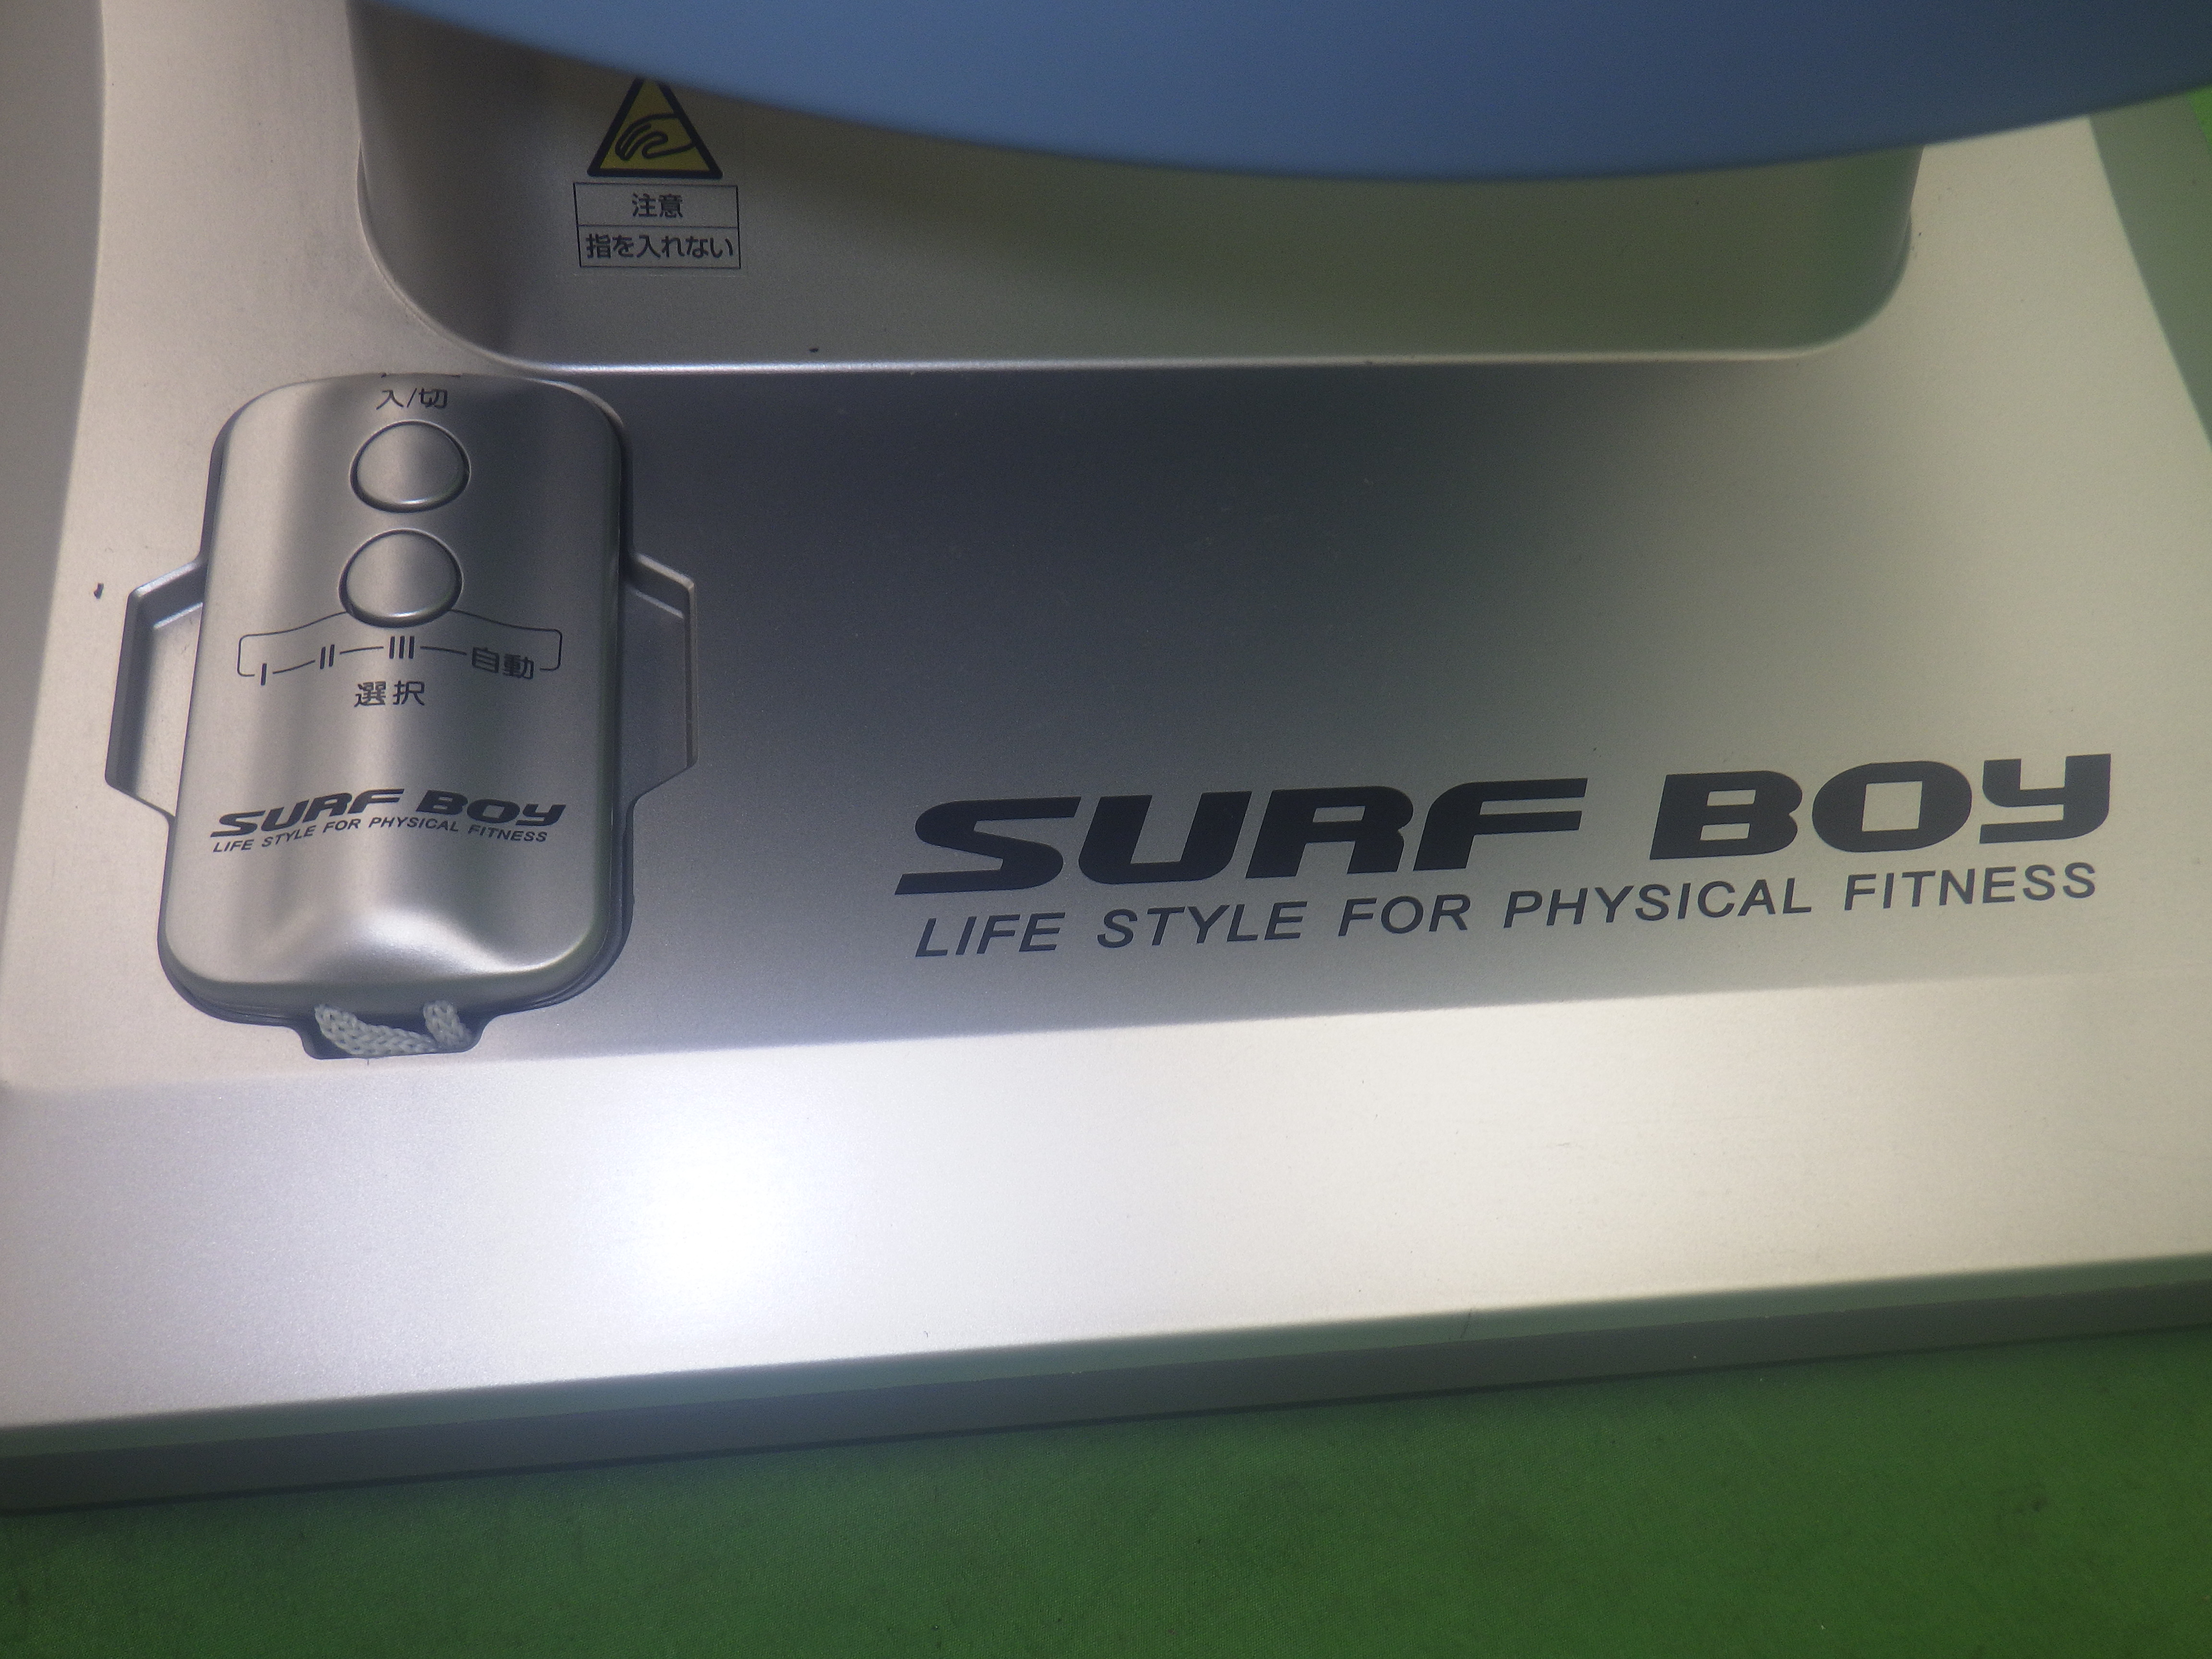 注意
指を入れない
入/切
I II III 自動
選択
SURF BOY
LIFE STYLE FOR PHYSICAL FITNESS
SURF BOY
LIFE STYLE FOR PHYSICAL FITNESS